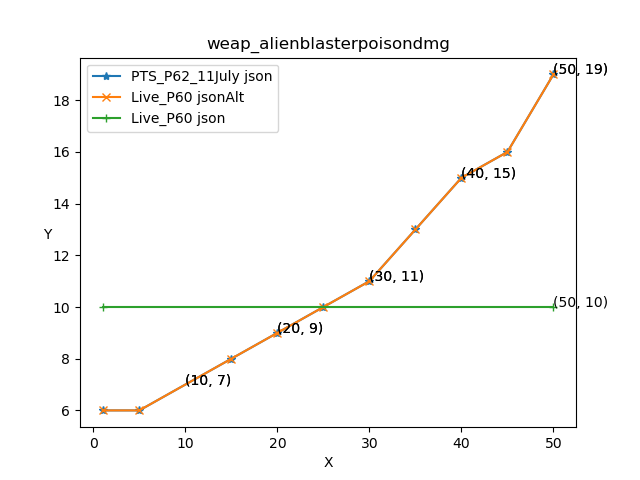 weap_alienblasterpoisondmg
PTS_P62_11July json
Live_P60 jsonAlt
Live_P60 json
(50, 19)
(40, 15)
(30, 11)
(50, 10)
(20, 9)
(10, 7)
Y
18
16
14
12
10
8
6
0 10 20 30 40 50
X